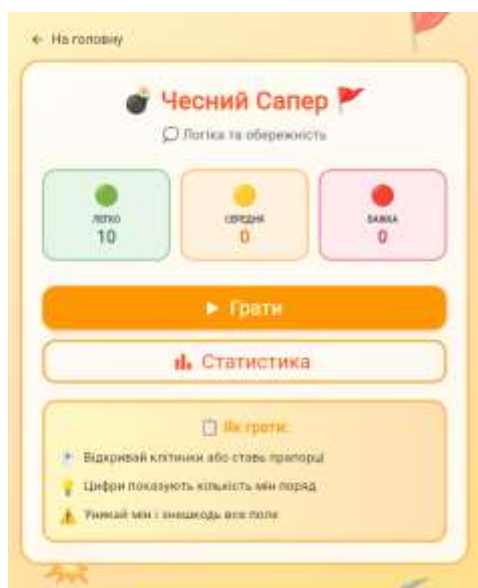 ← На головну
Чесний Сапер
Логіка та обережність
ЛЕГКО
10
СЕРЕДНЯ
0
ВАЖКА
0
Грати
Статистика
Як грати:
Відкривай клітинки або ставь прапорці
Цифри показують кількість мін поряд
Уникай мін і знешкодь все поле